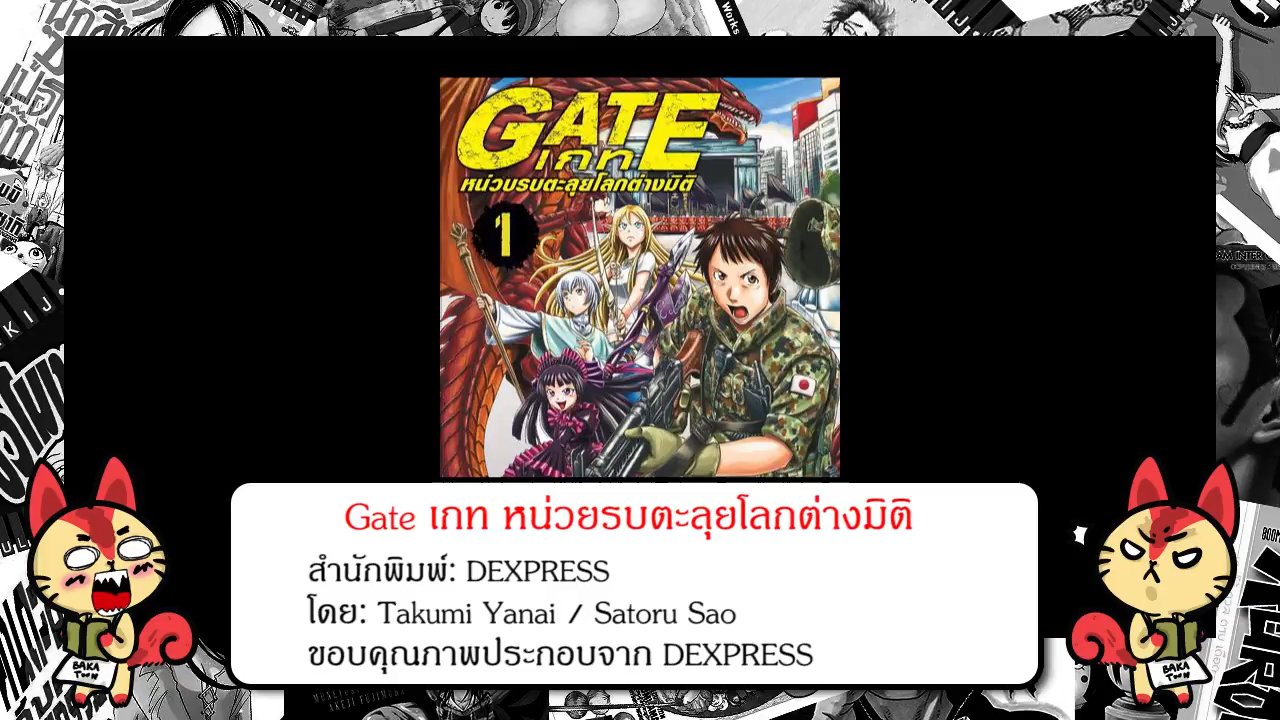 Works
GATE
เกท
หน่วยรบตะลุยโลกต่างมิติ
1
Gate เกท หน่วยรบตะลุยโลกต่างมิติ
สำนักพิมพ์: DEXPRESS
โดย: Takumi Yanai / Satoru Sao
ขอบคุณภาพประกอบจาก DEXPRESS
BAKA
TOON
BAKA
TOON